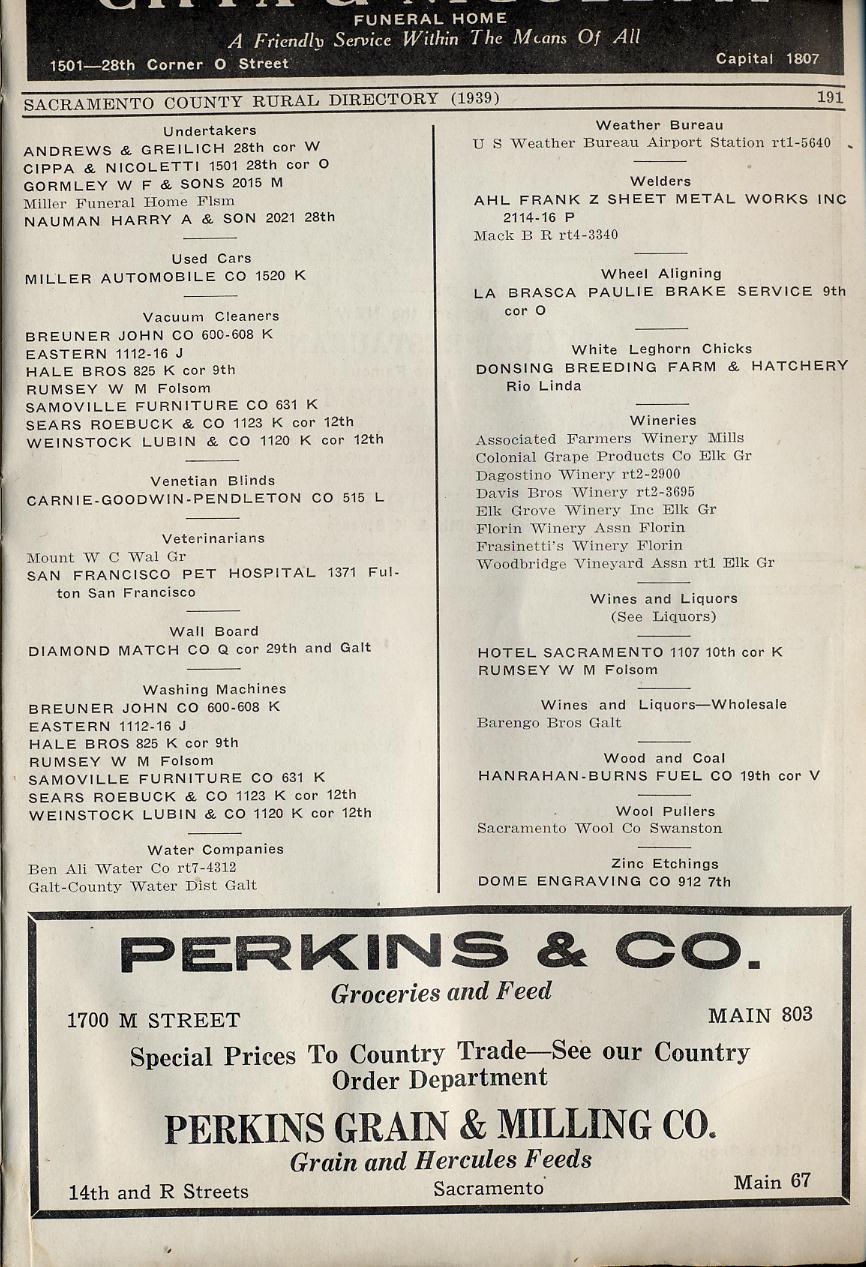 CIPPA & NICOLETTI
FUNERAL HOME
A Friendly Service Within The Means Of All
1501—28th Corner O Street
Capital 1807
SACRAMENTO COUNTY RURAL DIRECTORY (1939)
191
Undertakers
ANDREWS & GREILICH 28th cor W
CIPPA & NICOLETTI 1501 28th cor O
GORMLEY W F & SONS 2015 M
Miller Funeral Home Flsm
NAUMAN HARRY A & SON 2021 28th
Used Cars
MILLER AUTOMOBILE CO 1520 K
Vacuum Cleaners
BREUNER JOHN CO 600-608 K
EASTERN 1112-16 J
HALE BROS 825 K cor 9th
RUMSEY W M Folsom
SAMOVILLE FURNITURE CO 631 K
SEARS ROEBUCK & CO 1123 K cor 12th
WEINSTOCK LUBIN & CO 1120 K cor 12th
Venetian Blinds
CARNIE-GOODWIN-PENDLETON CO 515 L
Veterinarians
Mount W C Wal Gr
SAN FRANCISCO PET HOSPITAL 1371 Ful-
ton San Francisco
Wall Board
DIAMOND MATCH CO Q cor 29th and Galt
Washing Machines
BREUNER JOHN CO 600-608 K
EASTERN 1112-16 J
HALE BROS 825 K cor 9th
RUMSEY W M Folsom
SAMOVILLE FURNITURE CO 631 K
SEARS ROEBUCK & CO 1123 K cor 12th
WEINSTOCK LUBIN & CO 1120 K cor 12th
Water Companies
Ben Ali Water Co rt7-4312
Galt-County Water Dist Galt
Weather Bureau
U S Weather Bureau Airport Station rt1-5640
Welders
AHL FRANK Z SHEET METAL WORKS INC
2114-16 P
Mack B R rt4-3340
Wheel Aligning
LA BRASCA PAULIE BRAKE SERVICE 9th
cor O
White Leghorn Chicks
DONSING BREEDING FARM & HATCHERY
Rio Linda
Wineries
Associated Farmers Winery Mills
Colonial Grape Products Co Elk Gr
Dagostino Winery rt2-2900
Davis Bros Winery rt2-3695
Elk Grove Winery Inc Elk Gr
Florin Winery Assn Florin
Frasinetti's Winery Florin
Woodbridge Vineyard Assn rt1 Elk Gr
Wines and Liquors
(See Liquors)
HOTEL SACRAMENTO 1107 10th cor K
RUMSEY W M Folsom
Wines and Liquors—Wholesale
Barengo Bros Galt
Wood and Coal
HANRAHAN-BURNS FUEL CO 19th cor V
Wool Pullers
Sacramento Wool Co Swanston
Zinc Etchings
DOME ENGRAVING CO 912 7th
PERKINS & CO.
Groceries and Feed
1700 M STREET
MAIN 803
Special Prices To Country Trade—See our Country
Order Department
PERKINS GRAIN & MILLING CO.
Grain and Hercules Feeds
14th and R Streets
Sacramento
Main 67